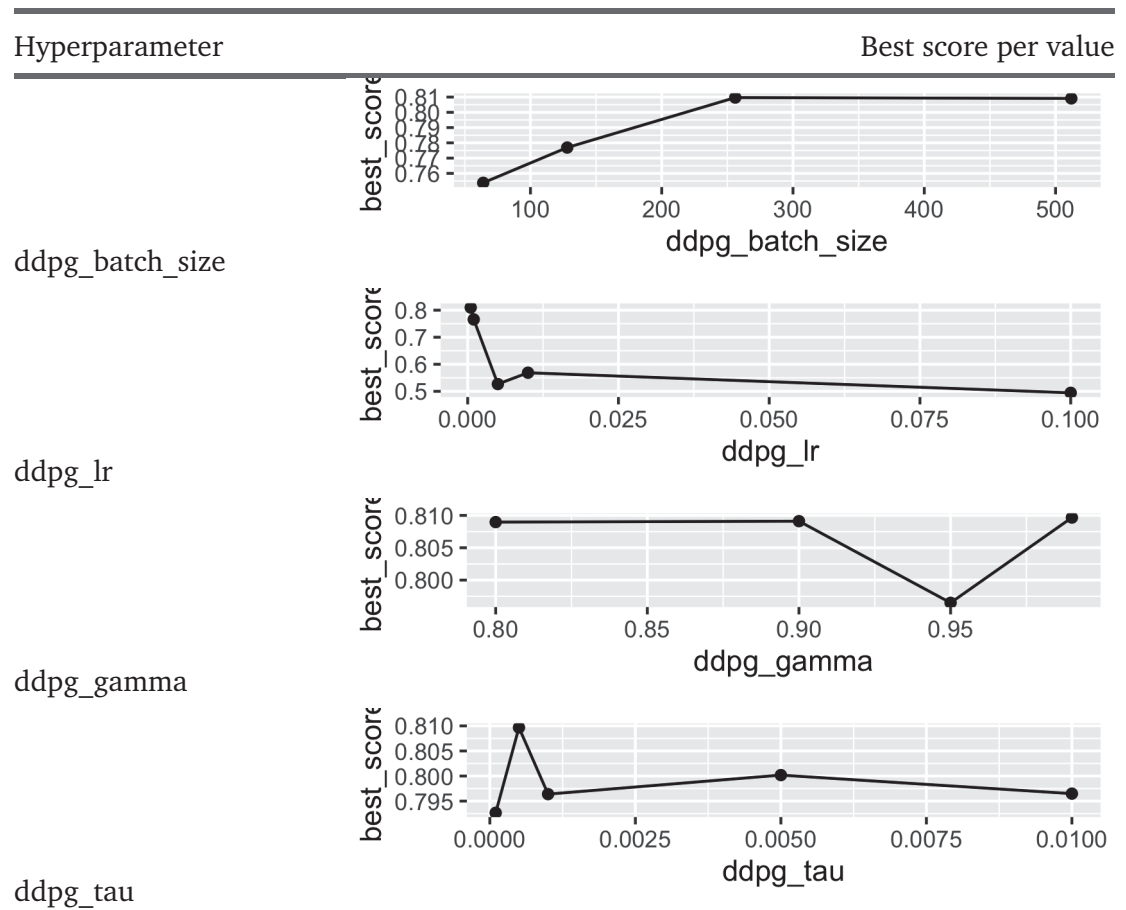 Hyperparameter Best score per value
best_score
0.81
0.80
0.79
0.78
0.77
0.76
100 200 300 400 500
ddpg_batch_size
ddpg_batch_size
best_score
0.8
0.7
0.6
0.5
0.000 0.025 0.050 0.075 0.100
ddpg_lr
ddpg_lr
best_score
0.810
0.805
0.800
0.80 0.85 0.90 0.95
ddpg_gamma
ddpg_gamma
best_score
0.810
0.805
0.800
0.795
0.0000 0.0025 0.0050 0.0075 0.0100
ddpg_tau
ddpg_tau